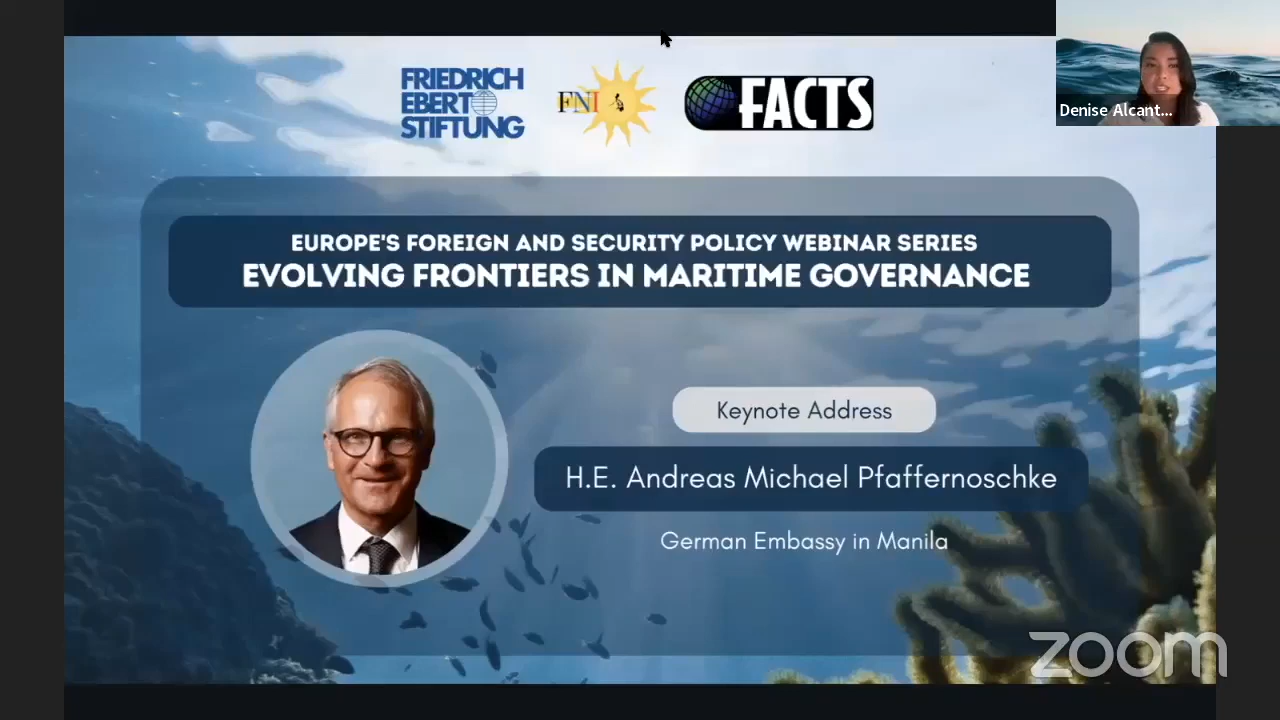 FRIEDRICH
EBERT
STIFTUNG
FNI
FACTS
Denise Alcant...
EUROPE'S FOREIGN AND SECURITY POLICY WEBINAR SERIES
EVOLVING FRONTIERS IN MARITIME GOVERNANCE
Keynote Address
H.E. Andreas Michael Pfaffernoschke
German Embassy in Manila
zoom